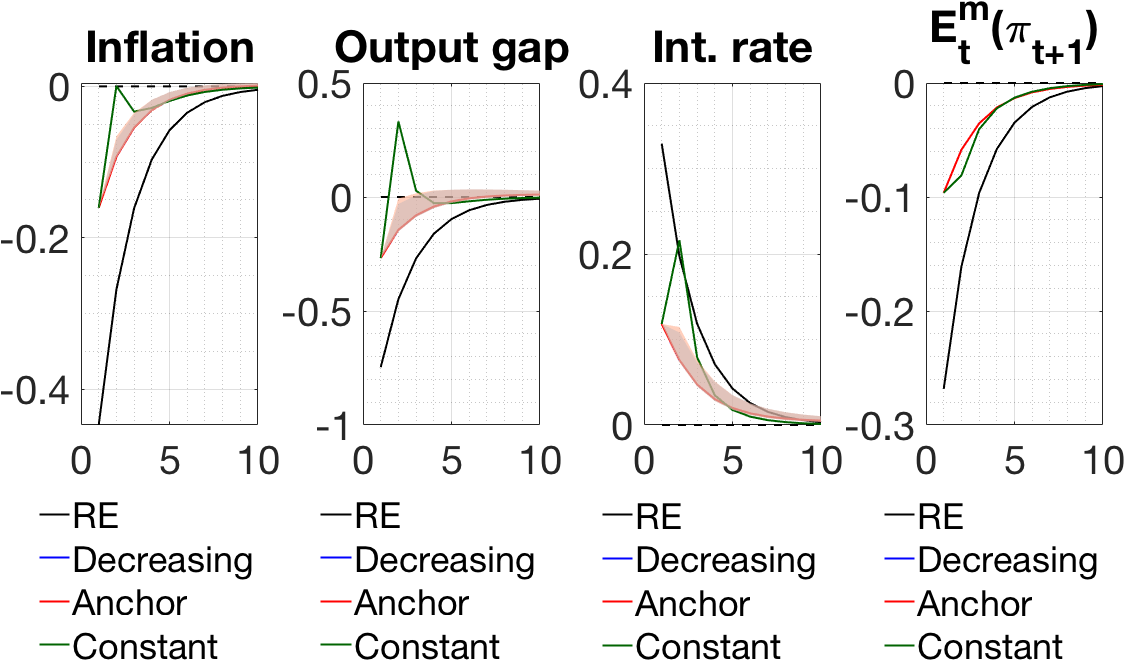 Inflation
0
-0.2
-0.4
0 5 10
RE
Decreasing
Anchor
Constant
Output gap
0.5
0
-0.5
-1
0 5 10
RE
Decreasing
Anchor
Constant
Int. rate
0.4
0.2
0
0 5 10
RE
Decreasing
Anchor
Constant
E_t^m(π_{t+1})
0
-0.1
-0.2
-0.3
0 5 10
RE
Decreasing
Anchor
Constant